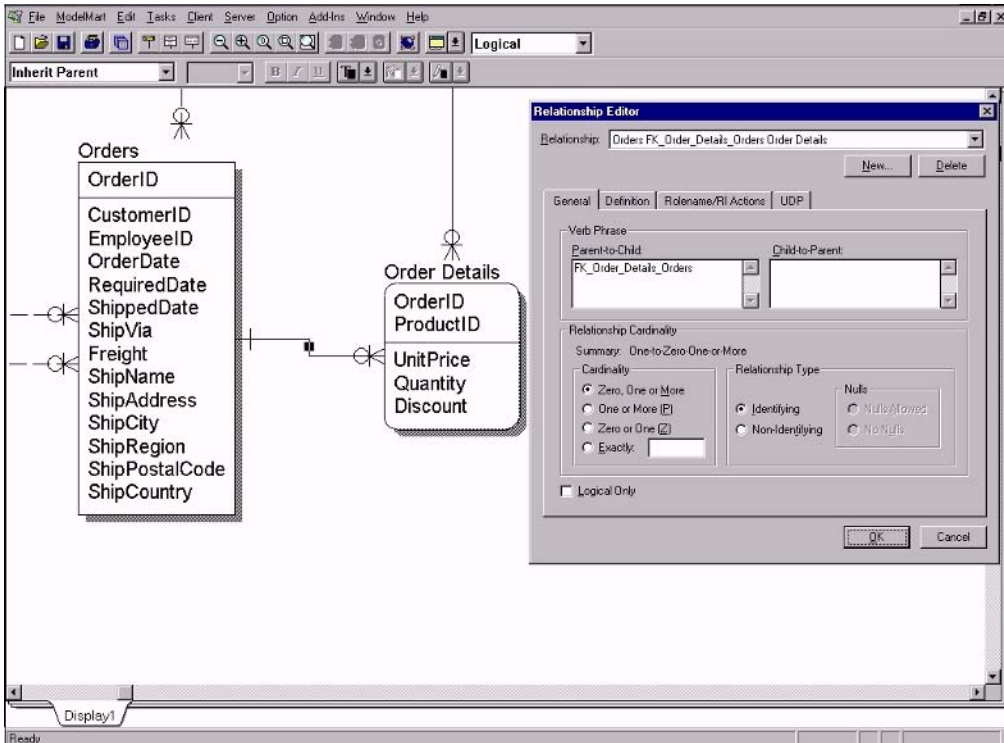 File ModelMart Edit Tasks Client Server Option Add-Ins Window Help
Logical
Inherit Parent
B I U
Orders
OrderID
CustomerID
EmployeeID
OrderDate
RequiredDate
ShippedDate
ShipVia
Freight
ShipName
ShipAddress
ShipCity
ShipRegion
ShipPostalCode
ShipCountry
Order Details
OrderID
ProductID
UnitPrice
Quantity
Discount
Relationship Editor
Relationship: Orders FK_Order_Details_Orders Order Details
New... Delete
General Definition Rolename/RI Actions UDP
Verb Phrase
Parent-to-Child: Child-to-Parent:
FK_Order_Details_Orders
Relationship Cardinality
Summary: One-to-Zero-One-or-More
Cardinality
Zero, One or More
One or More (P)
Zero or One (Z)
Exactly:
Relationship Type
Identifying
Non-Identifying
Nulls
Nulls Allowed
No Nulls
Logical Only
OK Cancel
Display1
Ready